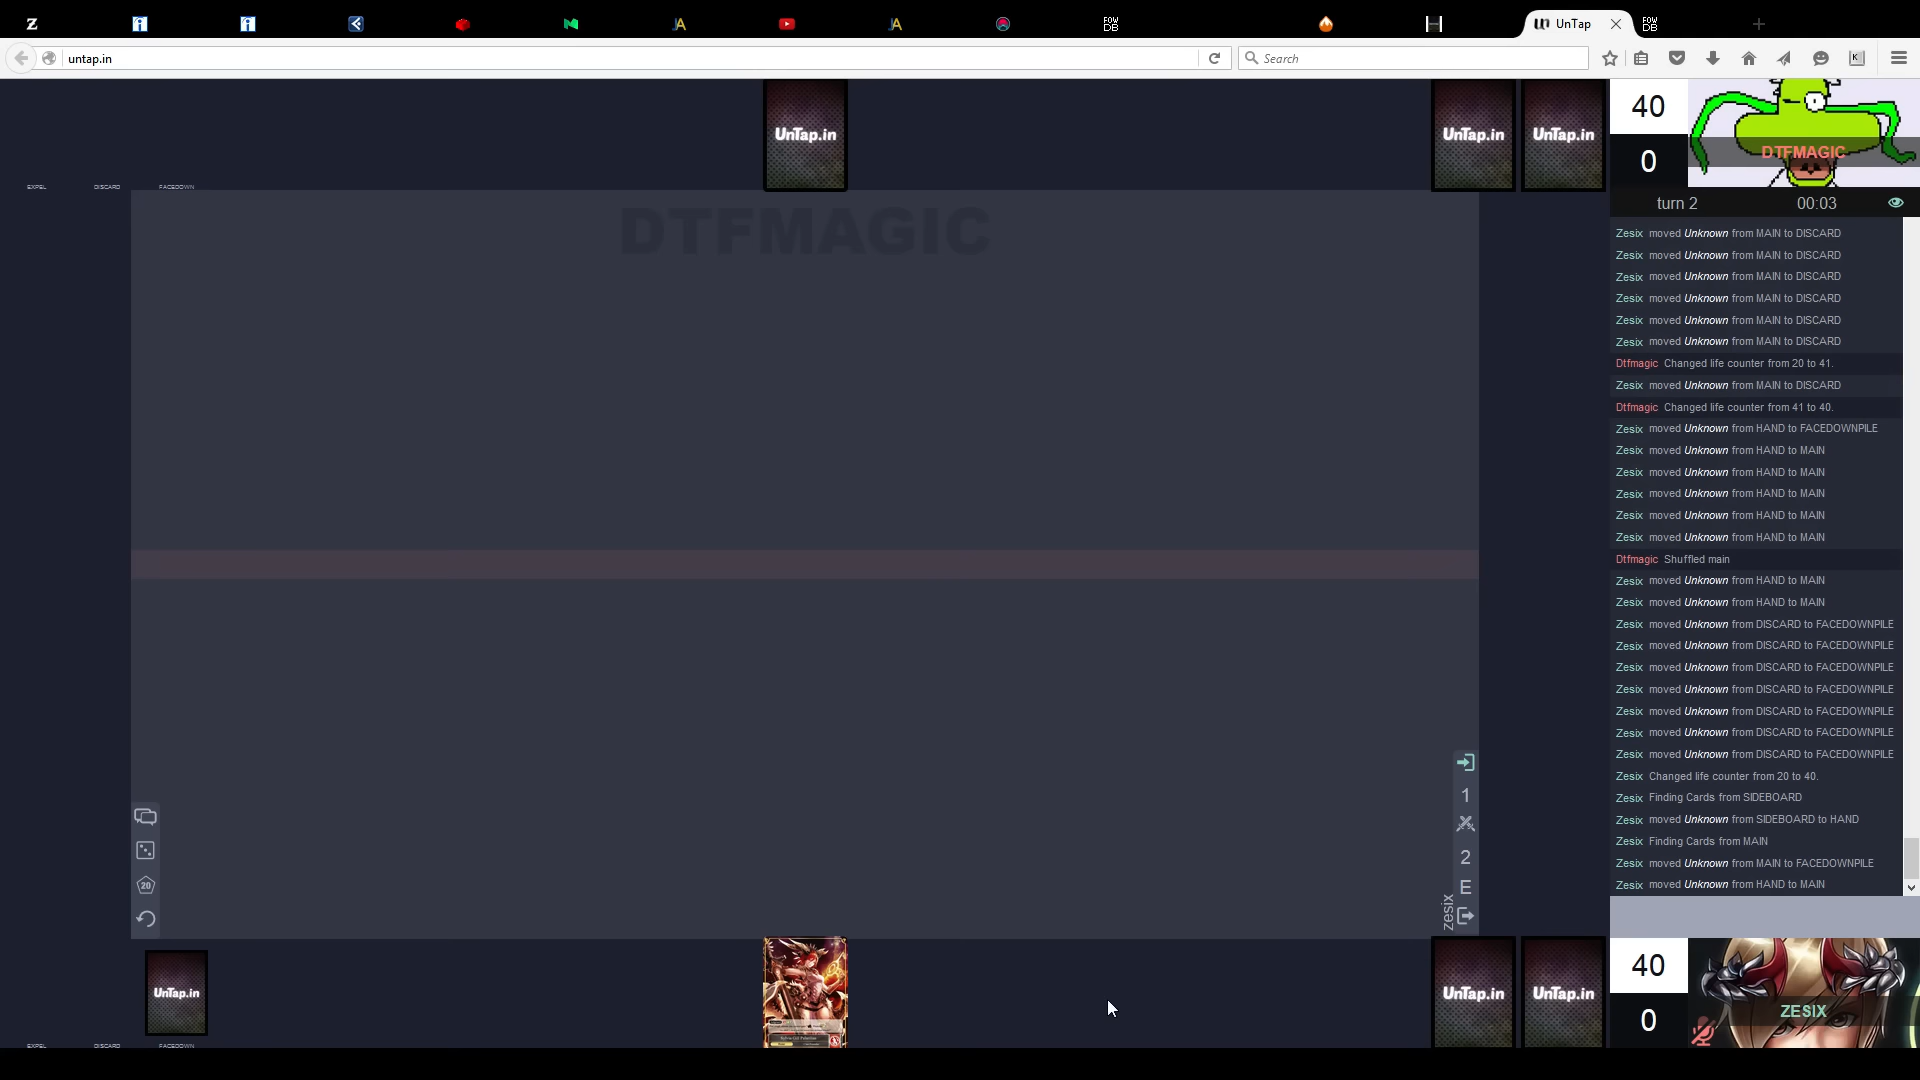 Z
FOW
DB
UnTap
FOW
DB
untap.in
Search
UnTap.in
UnTap.in
UnTap.in
40
0
DTFMAGIC
EXPEL
DISCARD
FACEDOWN
turn 2
00:03
DTFMAGIC
Zesix moved Unknown from MAIN to DISCARD
Zesix moved Unknown from MAIN to DISCARD
Zesix moved Unknown from MAIN to DISCARD
Zesix moved Unknown from MAIN to DISCARD
Zesix moved Unknown from MAIN to DISCARD
Zesix moved Unknown from MAIN to DISCARD
Dtfmagic Changed life counter from 20 to 41.
Zesix moved Unknown from MAIN to DISCARD
Dtfmagic Changed life counter from 41 to 40.
Zesix moved Unknown from HAND to FACEDOWNPILE
Zesix moved Unknown from HAND to MAIN
Zesix moved Unknown from HAND to MAIN
Zesix moved Unknown from HAND to MAIN
Zesix moved Unknown from HAND to MAIN
Zesix moved Unknown from HAND to MAIN
Dtfmagic Shuffled main
Zesix moved Unknown from HAND to MAIN
Zesix moved Unknown from HAND to MAIN
Zesix moved Unknown from DISCARD to FACEDOWNPILE
Zesix moved Unknown from DISCARD to FACEDOWNPILE
Zesix moved Unknown from DISCARD to FACEDOWNPILE
Zesix moved Unknown from DISCARD to FACEDOWNPILE
Zesix moved Unknown from DISCARD to FACEDOWNPILE
Zesix moved Unknown from DISCARD to FACEDOWNPILE
Zesix moved Unknown from DISCARD to FACEDOWNPILE
Zesix Changed life counter from 20 to 40.
Zesix Finding Cards from SIDEBOARD
Zesix moved Unknown from SIDEBOARD to HAND
Zesix Finding Cards from MAIN
Zesix moved Unknown from MAIN to FACEDOWNPILE
Zesix moved Unknown from HAND to MAIN
1
2
E
zesix
20
UnTap.in
UnTap.in
UnTap.in
40
0
ZESIX
EXPEL
DISCARD
FACEDOWN